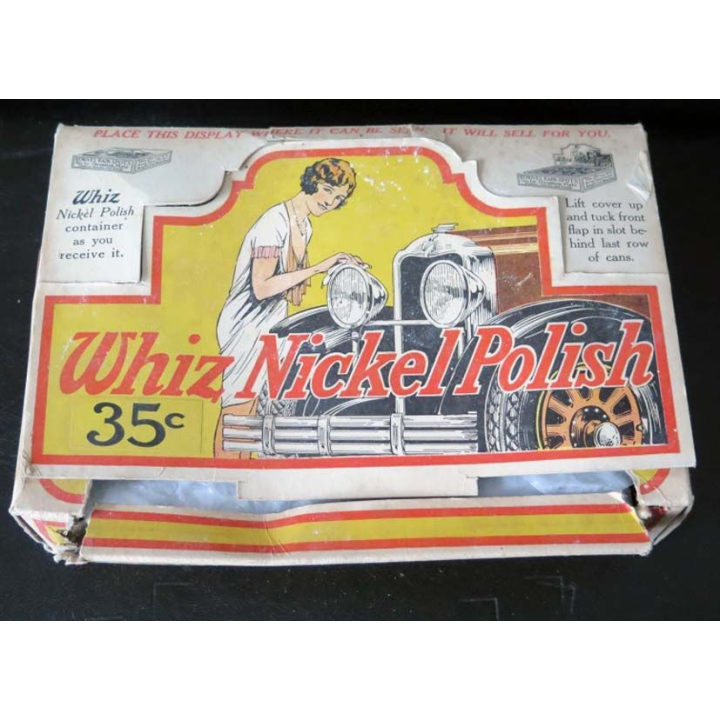 PLACE THIS DISPLAY WHERE IT CAN BE SEEN. IT WILL SELL FOR YOU.
Whiz
Nickel Polish
container
as you
receive it.
Lift cover up
and tuck front
flap in slot be-
hind last row
of cans.
Whiz Nickel Polish
35c